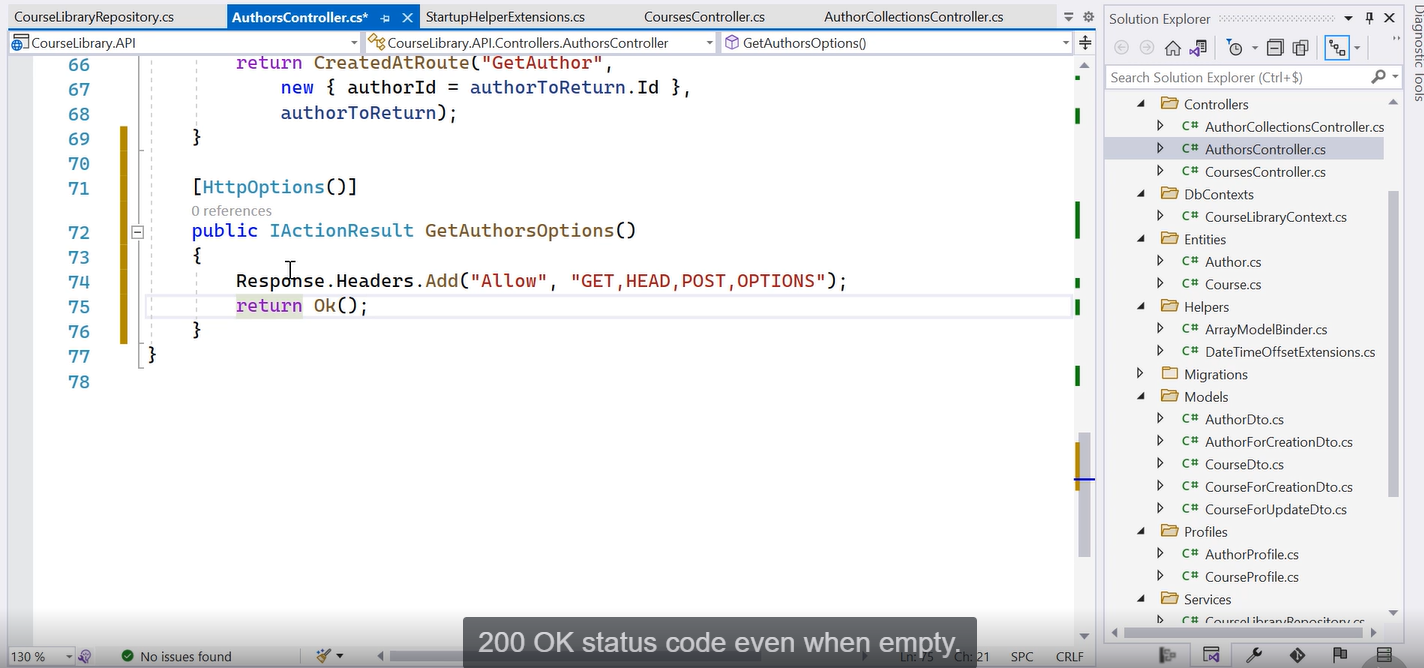 CourseLibraryRepository.cs
AuthorsController.cs*
StartupHelperExtensions.cs
CoursesController.cs
AuthorCollectionsController.cs
CourseLibrary.API
CourseLibrary.API.Controllers.AuthorsController
GetAuthorsOptions()
66 return CreatedAtRoute("GetAuthor",
67 new { authorId = authorToReturn.Id },
68 authorToReturn);
69 }
70
71 [HttpOptions()]
0 references
72 public IActionResult GetAuthorsOptions()
73 {
74 Response.Headers.Add("Allow", "GET,HEAD,POST,OPTIONS");
75 return Ok();
76 }
77 }
78
200 OK status code even when empty.
130 %
No issues found
Ln: 75 Ch: 21 SPC CRLF
Solution Explorer
Search Solution Explorer (Ctrl+$)
Controllers
C# AuthorCollectionsController.cs
C# AuthorsController.cs
C# CoursesController.cs
DbContexts
C# CourseLibraryContext.cs
Entities
C# Author.cs
C# Course.cs
Helpers
C# ArrayModelBinder.cs
C# DateTimeOffsetExtensions.cs
Migrations
Models
C# AuthorDto.cs
C# AuthorForCreationDto.cs
C# CourseDto.cs
C# CourseForCreationDto.cs
C# CourseForUpdateDto.cs
Profiles
C# AuthorProfile.cs
C# CourseProfile.cs
Services
C# CourseLibraryRepository.cs
Diagnostic Tools